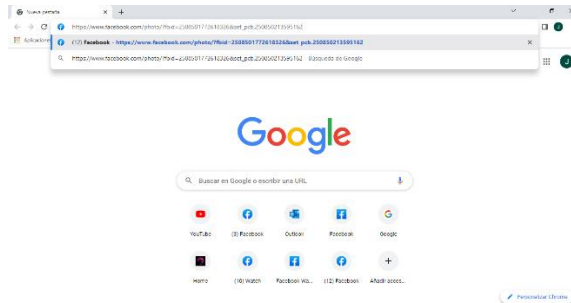 Nueva pestaña
https://www.facebook.com/photo/?fbid=2508501772618326&set=pcb.250850213595162
Aplicaciones
(12) Facebook - https://www.facebook.com/photo/?fbid=2508501772618326&set=pcb.250850213595162
https://www.facebook.com/photo/?fbid=2508501772618326&set=pcb.250850213595162 - Búsqueda de Google
J
Google
Buscar en Google o escribir una URL
YouTube
(3) Facebook
Outlook
Facebook
Google
Home
(10) Watch
Facebook Wa...
(12) Facebook
Añadir acces...
Personalizar Chrome